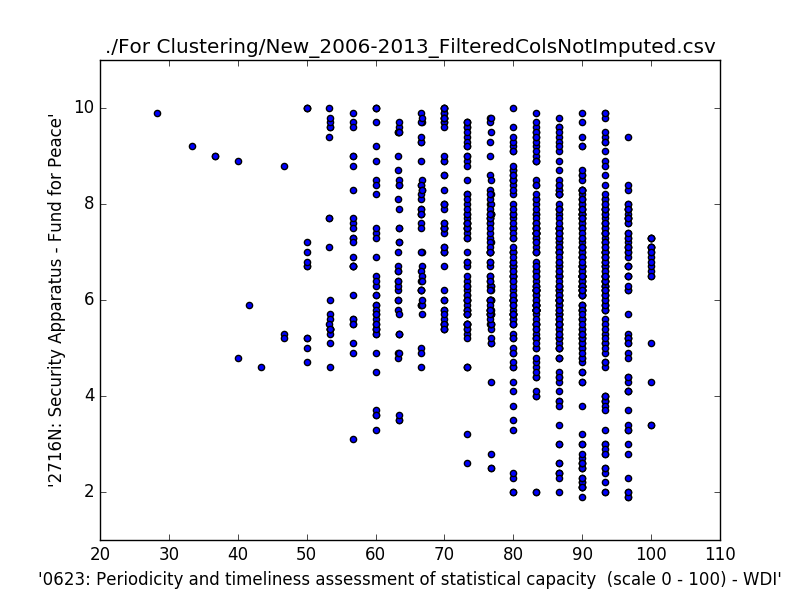 ./For Clustering/New_2006-2013_FilteredColsNotImputed.csv
'2716N: Security Apparatus - Fund for Peace'
10
8
6
4
2
20 30 40 50 60 70 80 90 100 110
'0623: Periodicity and timeliness assessment of statistical capacity  (scale 0 - 100) - WDI'